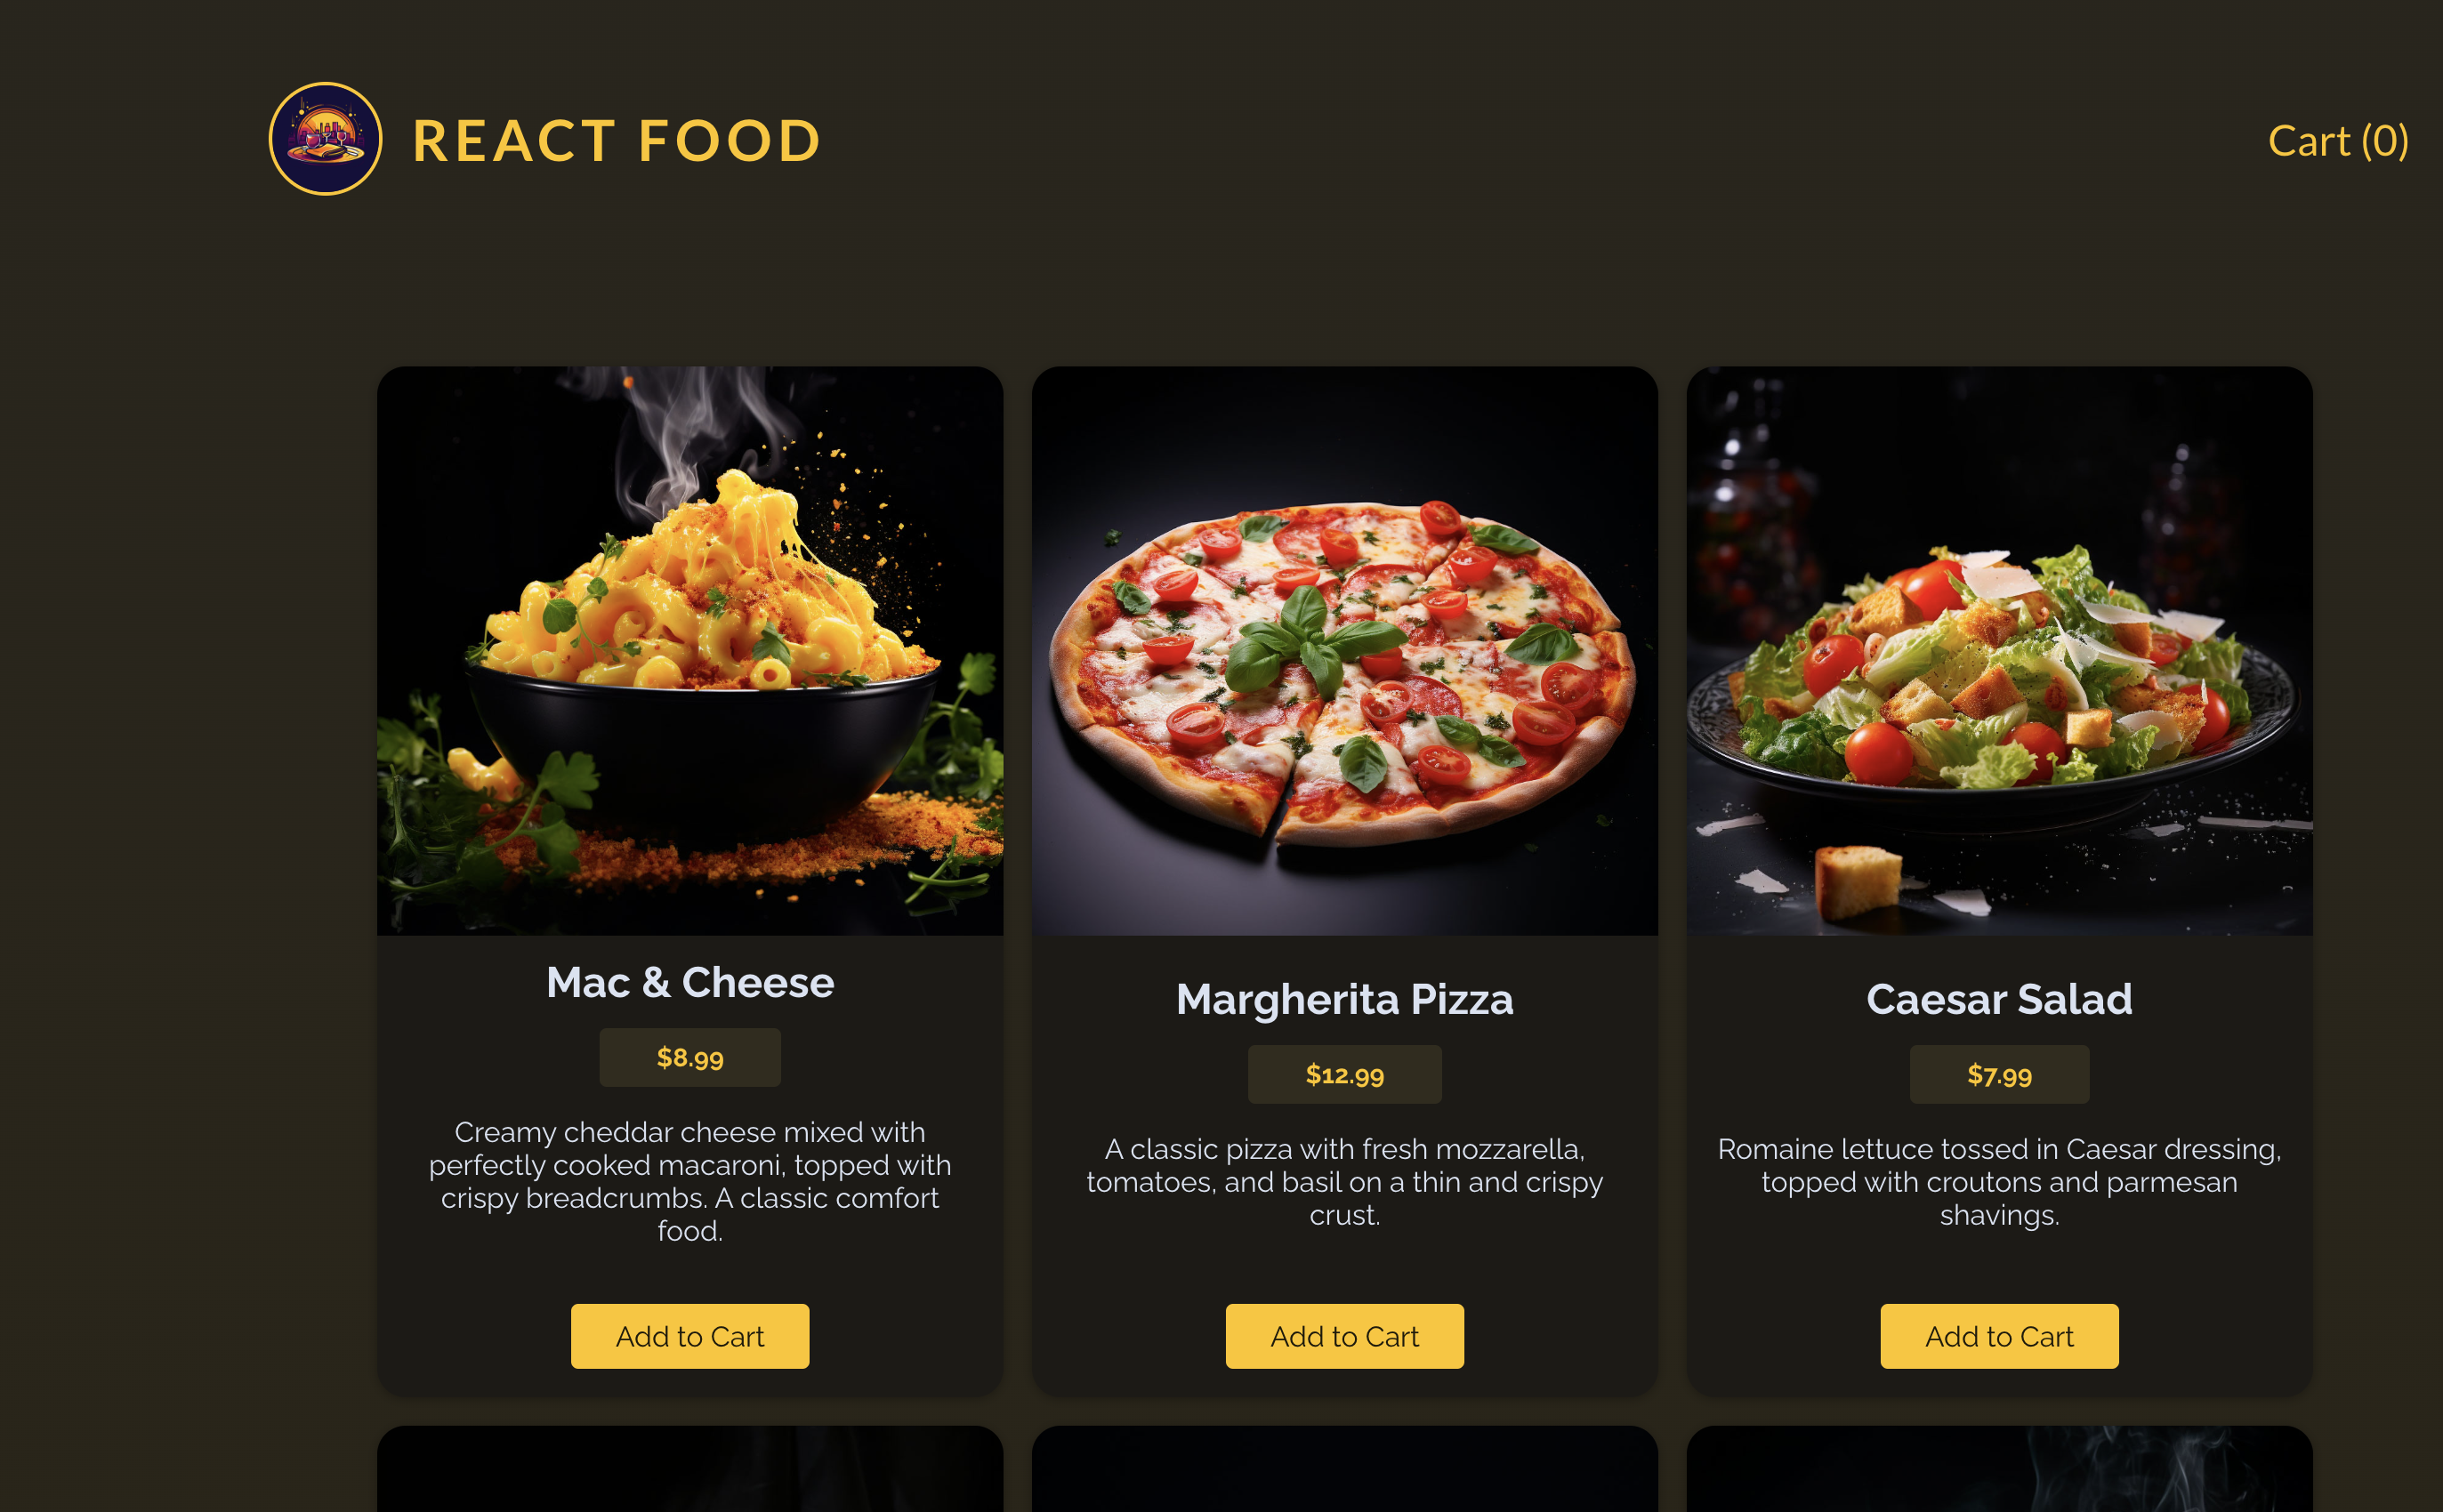 REACT FOOD
Cart (0)
Mac & Cheese
$8.99
Creamy cheddar cheese mixed with
perfectly cooked macaroni, topped with
crispy breadcrumbs. A classic comfort
food.
Add to Cart
Margherita Pizza
$12.99
A classic pizza with fresh mozzarella,
tomatoes, and basil on a thin and crispy
crust.
Add to Cart
Caesar Salad
$7.99
Romaine lettuce tossed in Caesar dressing,
topped with croutons and parmesan
shavings.
Add to Cart